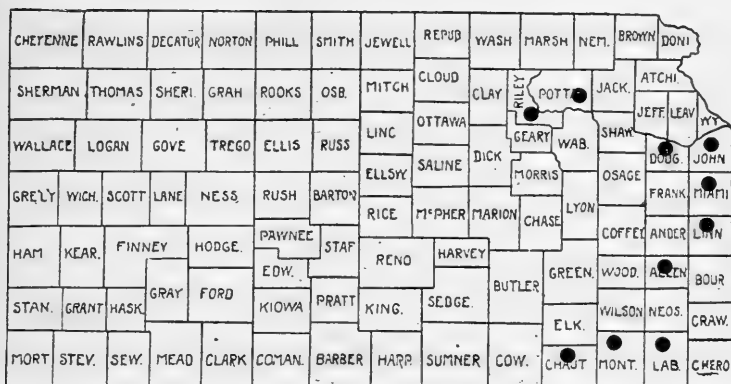 CHEYENNE RAWLINS DECATUR NORTON PHILL SMITH JEWELL REPUB WASH MARSH NEM. BROWN DONI
SHERMAN THOMAS SHERI. GRAH ROOKS OSB. MITCH CLOUD CLAY RILEY POTTA JACK. ATCHI.
JEFF. LEAV WY
WALLACE LOGAN GOVE TREGO ELLIS RUSS LINC OTTAWA DICK GEARY WAB. SHAW. DOUG. JOHN
ELLSW. SALINE MORRIS OSAGE
GREELY WICH. SCOTT LANE NESS RUSH BARTON RICE McPHER MARION CHASE LYON FRANK. MIAMI
HAM KEAR. FINNEY HODGE. PAWNEE STAF RENO HARVEY COFFEE ANDER LINN
EDW. BUTLER GREEN. WOOD. ALLEN BOUR
STAN. GRANT HASK. GRAY FORD KIOWA PRATT KING. SEDGE. ELK. WILSON NEOS. CRAW.
MORT STEV. SEW. MEAD CLARK COMAN. BARBER HARP. SUMNER COW. CHAUT MONT. LAB. CHERO